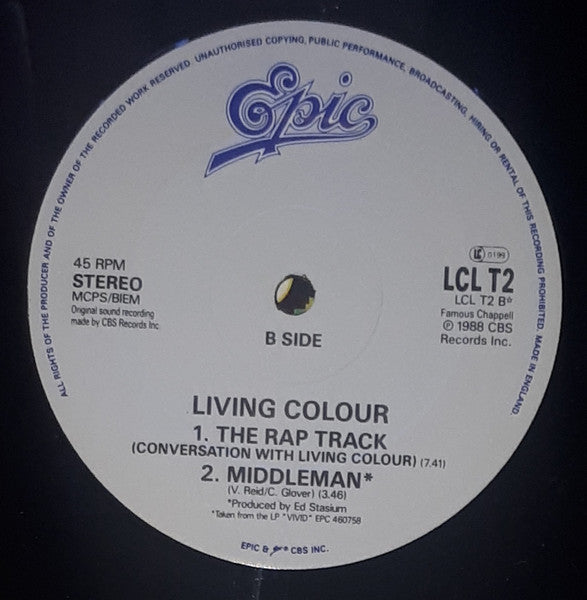 ALL RIGHTS OF THE PRODUCER AND OF THE OWNER OF THE RECORDED WORK RESERVED. UNAUTHORISED COPYING, PUBLIC PERFORMANCE, BROADCASTING, HIRING OR RENTAL OF THIS RECORDING PROHIBITED. MADE IN ENGLAND.
Epic
45 RPM
STEREO
MCPS/BIEM
Original sound recording
made by CBS Records Inc.
LC 0199
LCL T2
LCL T2 B*
Famous Chappell
℗ 1988 CBS
Records Inc.
B SIDE
LIVING COLOUR
1. THE RAP TRACK
(CONVERSATION WITH LIVING COLOUR) (7.41)
2. MIDDLEMAN*
(V. Reid/C. Glover) (3.46)
*Produced by Ed Stasium
*Taken from the LP "VIVID" EPC 460758
EPIC & Epic CBS INC.